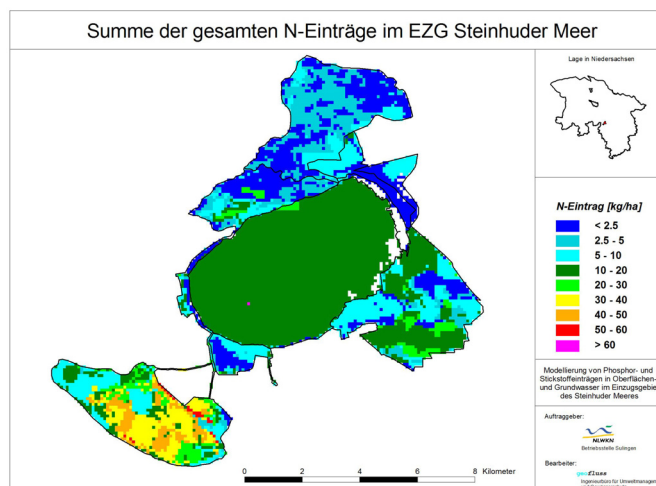 Summe der gesamten N-Einträge im EZG Steinhuder Meer
Lage in Niedersachsen
N-Eintrag [kg/ha]
< 2.5
2.5 - 5
5 - 10
10 - 20
20 - 30
30 - 40
40 - 50
50 - 60
> 60
Modellierung von Phosphor- und
Stickstoffeinträgen in Oberflächen-
und Grundwasser im Einzugsgebie
des Steinhuder Meeres
Auftraggeber:
NLWKN
Betriebsstelle Sulingen
Bearbeiter:
geofluss
Ingenieurbüro für Umweltmanagem
0 2 4 6 8 Kilometer